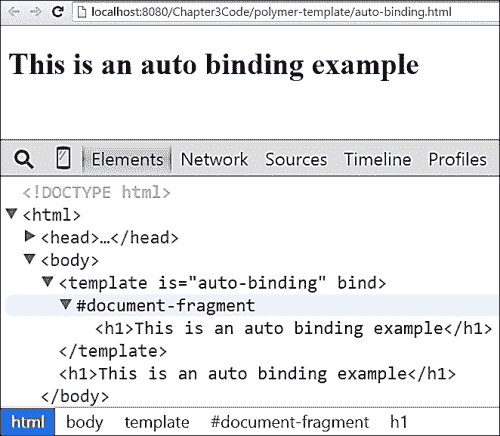 localhost:8080/Chapter3Code/polymer-template/auto-binding.html
This is an auto binding example
Elements Network Sources Timeline Profiles
<!DOCTYPE html>
<html>
<head>…</head>
<body>
<template is="auto-binding" bind>
#document-fragment
<h1>This is an auto binding example</h1>
</template>
<h1>This is an auto binding example</h1>
</body>
html body template #document-fragment h1